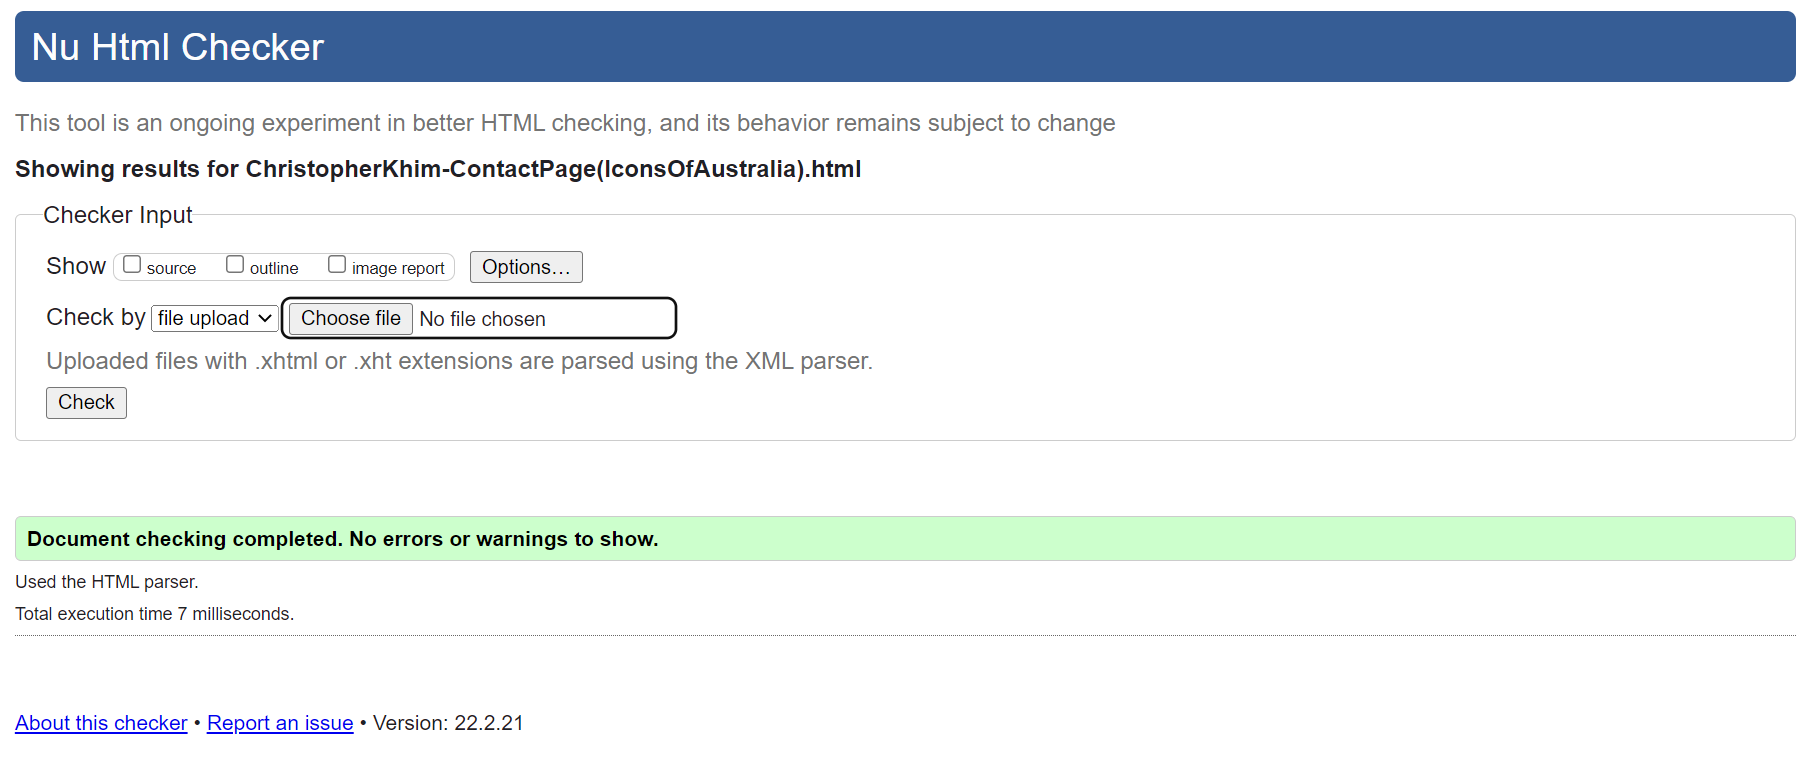 Nu Html Checker
This tool is an ongoing experiment in better HTML checking, and its behavior remains subject to change
Showing results for ChristopherKhim-ContactPage(IconsOfAustralia).html
Checker Input
Show source outline image report Options...
Check by file upload Choose file No file chosen
Uploaded files with .xhtml or .xht extensions are parsed using the XML parser.
Check
Document checking completed. No errors or warnings to show.
Used the HTML parser.
Total execution time 7 milliseconds.
About this checker • Report an issue • Version: 22.2.21